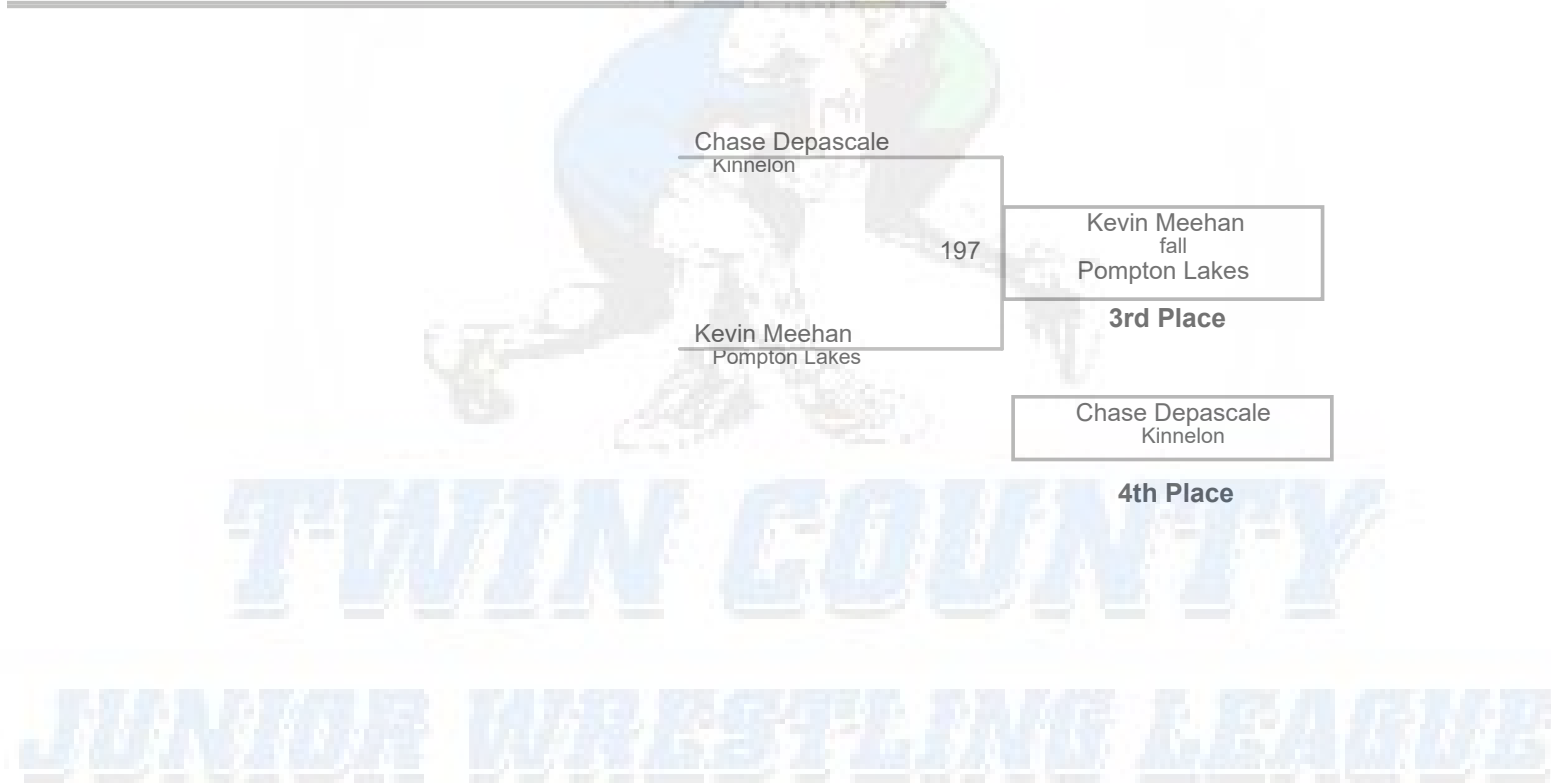 Chase Depascale
Kinnelon
Kevin Meehan
fall
Pompton Lakes
197
3rd Place
Kevin Meehan
Pompton Lakes
Chase Depascale
Kinnelon
4th Place
TWIN COUNTY
JUNIOR WRESTLING LEAGUE